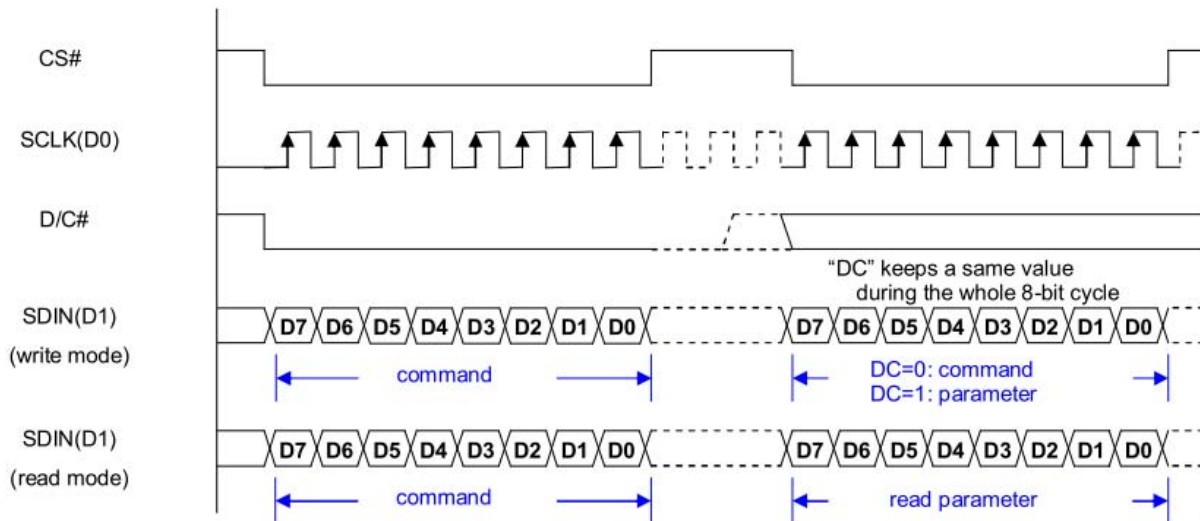 CS#
SCLK(D0)
D/C#
“DC” keeps a same value
during the whole 8-bit cycle
SDIN(D1)
(write mode)
D7 D6 D5 D4 D3 D2 D1 D0 D7 D6 D5 D4 D3 D2 D1 D0
command
DC=0: command
DC=1: parameter
SDIN(D1)
(read mode)
D7 D6 D5 D4 D3 D2 D1 D0 D7 D6 D5 D4 D3 D2 D1 D0
command read parameter